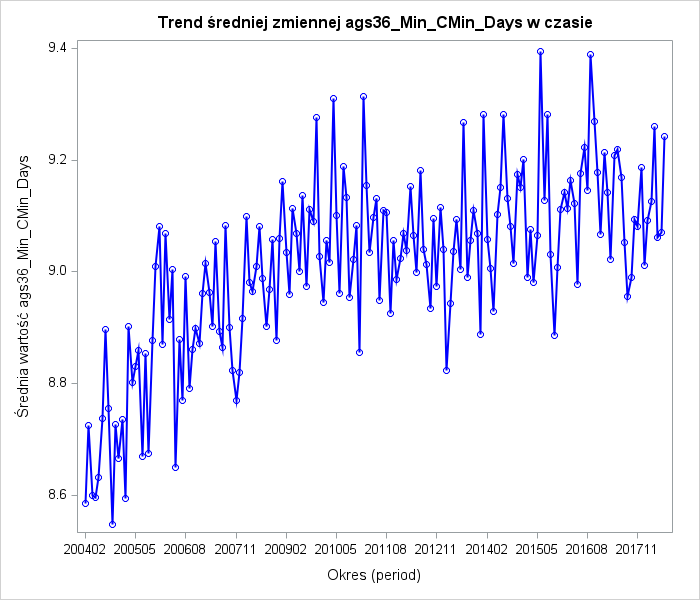 Trend średniej zmiennej ags36_Min_CMin_Days w czasie
Średnia wartość ags36_Min_CMin_Days
9.4
9.2
9.0
8.8
8.6
200402 200505 200608 200711 200902 201005 201108 201211 201402 201505 201608 201711
Okres (period)